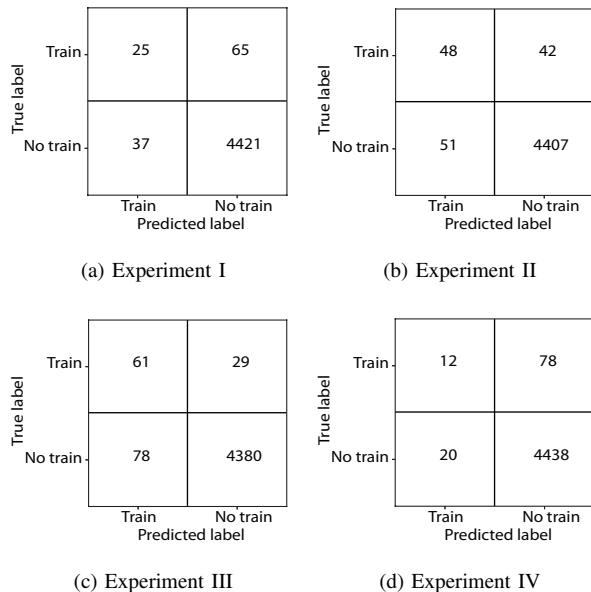 Train
25
65
True label
No train
37
4421
Train
No train
Predicted label
(a) Experiment I
Train
48
42
True label
No train
51
4407
Train
No train
Predicted label
(b) Experiment II
Train
61
29
True label
No train
78
4380
Train
No train
Predicted label
(c) Experiment III
Train
12
78
True label
No train
20
4438
Train
No train
Predicted label
(d) Experiment IV